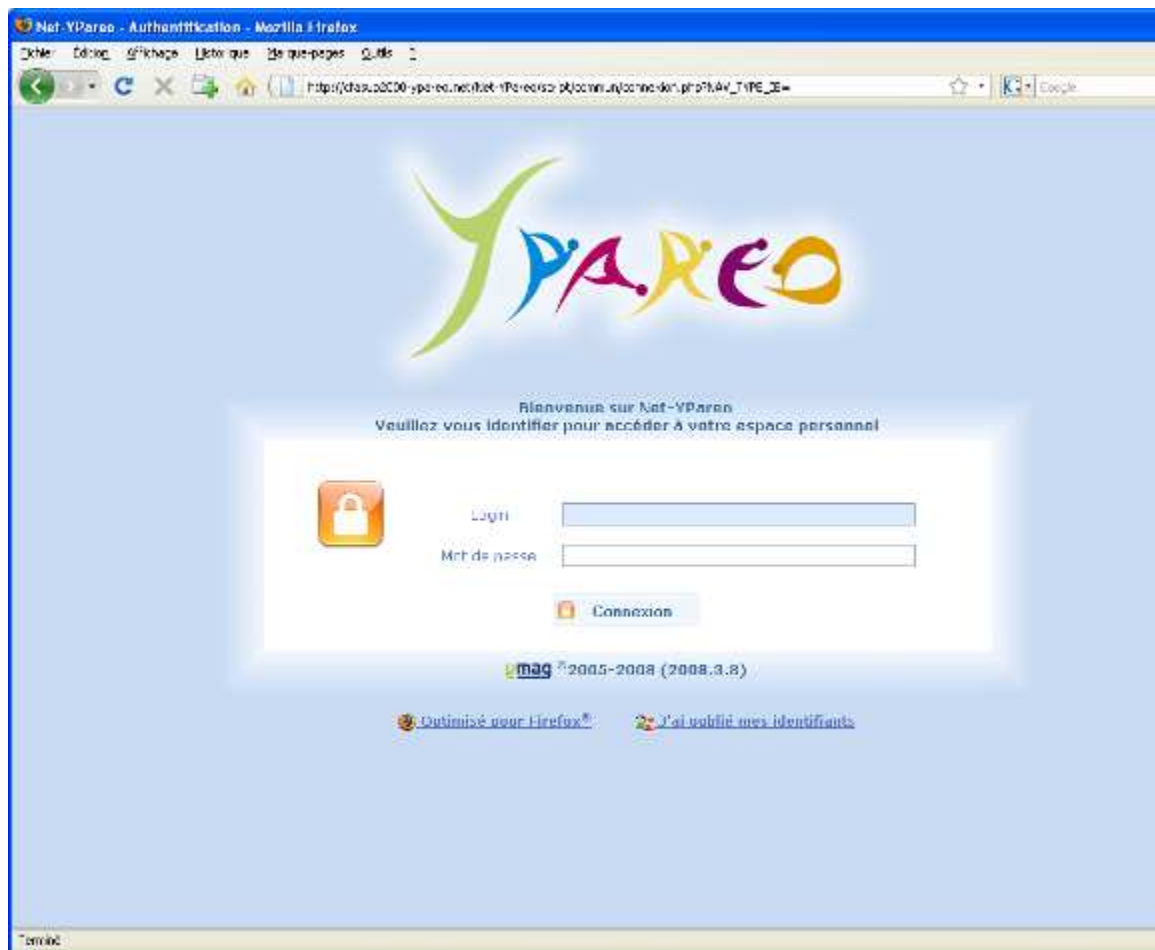 Net-YPareo - Authentification - Mozilla Firefox
Fichier Édition Affichage Historique Marque-pages Outils ?
Google
YPAREO
Bienvenue sur Net-YPareo
Veuillez vous identifier pour accéder à votre espace personnel
Login
Mot de passe
Connexion
ymag ®2005-2008 (2008.3.8)
Optimisé pour Firefox® J'ai oublié mes identifiants
Terminé